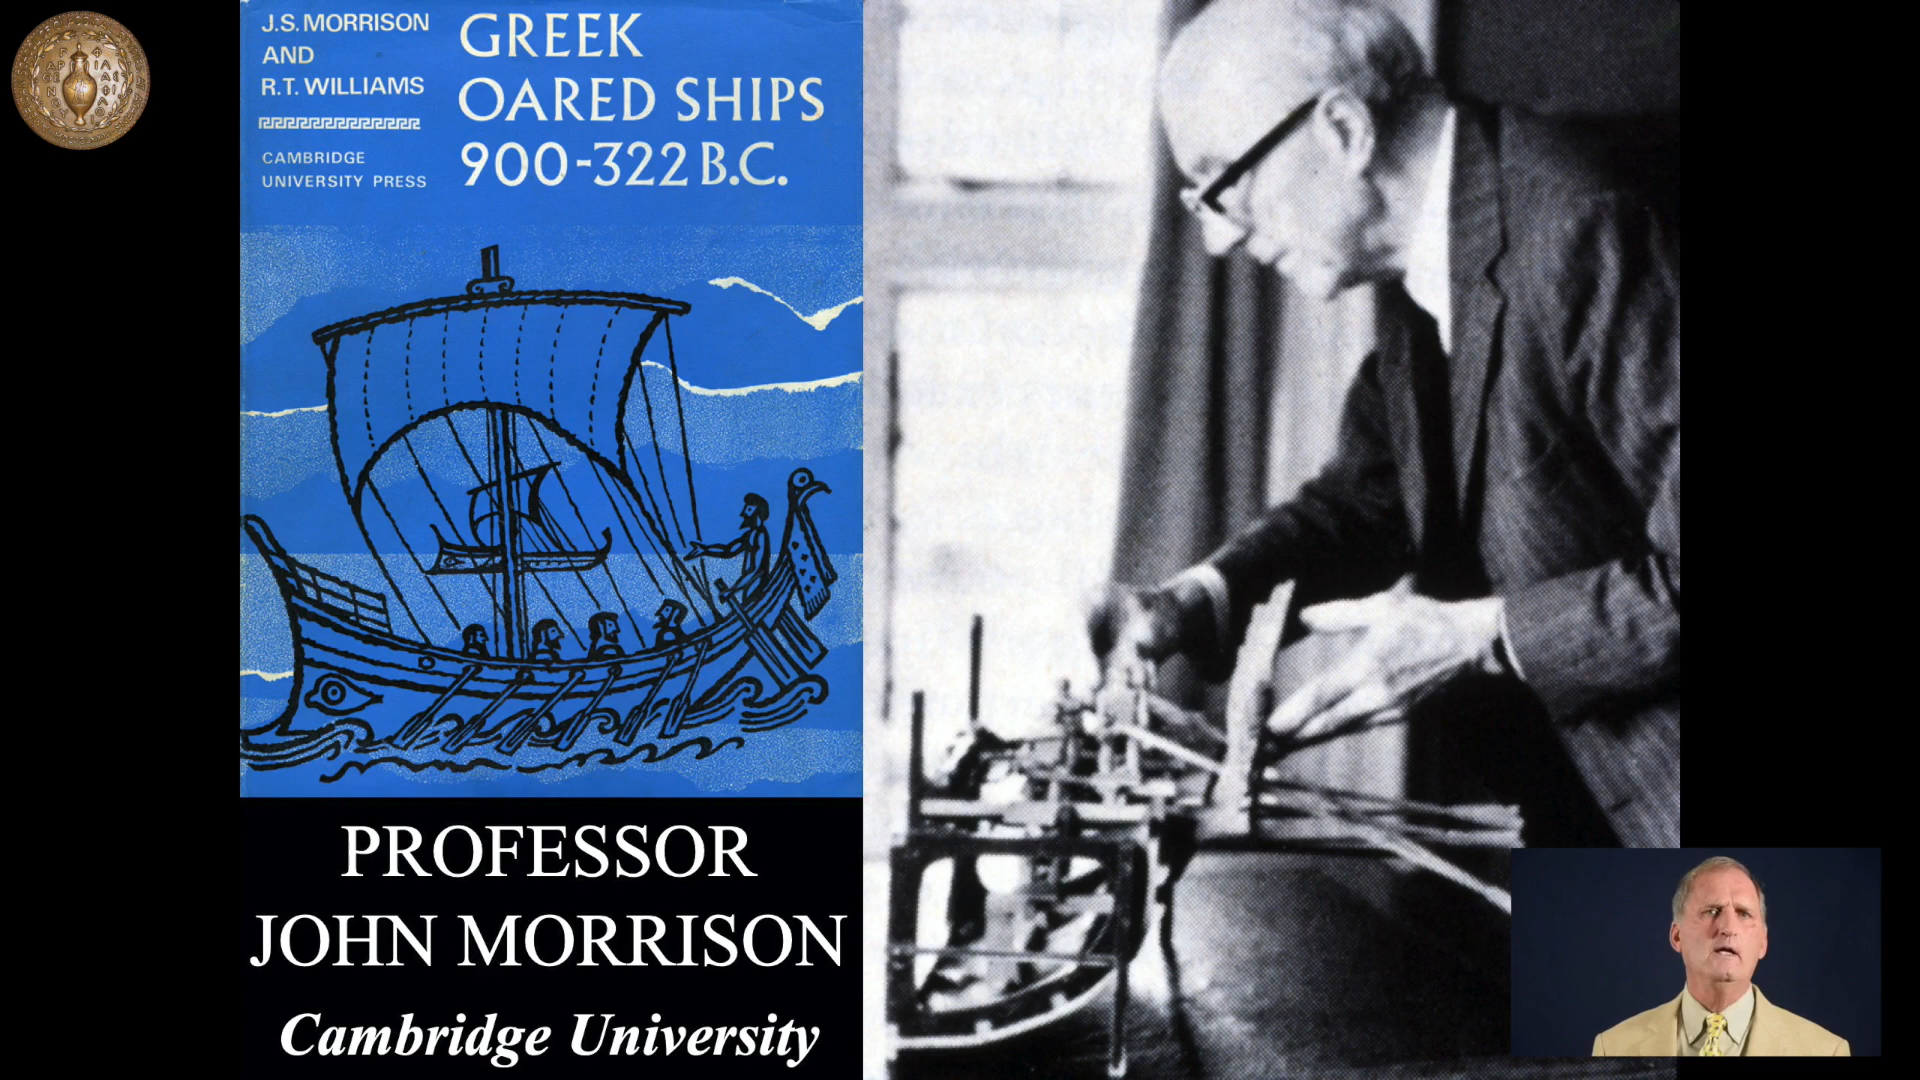 J.S. MORRISON
AND
R.T. WILLIAMS
CAMBRIDGE
UNIVERSITY PRESS
GREEK
OARED SHIPS
900-322 B.C.
PROFESSOR
JOHN MORRISON
Cambridge University